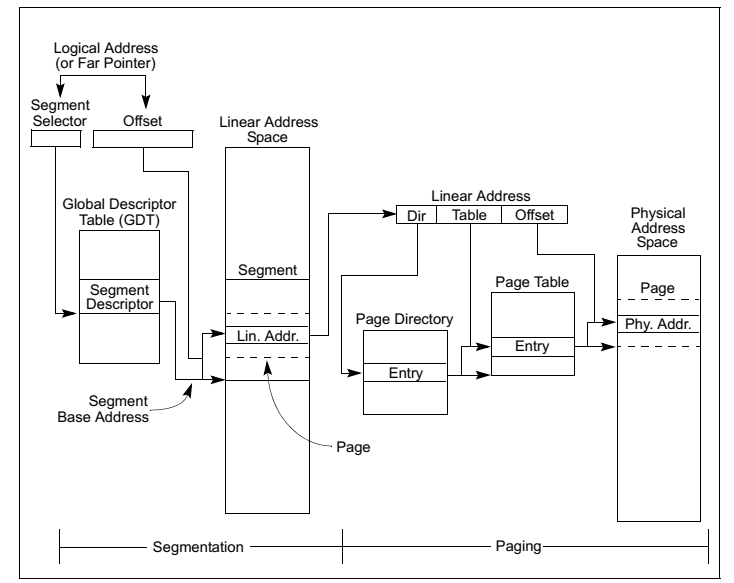 Logical Address
(or Far Pointer)
Segment
Selector
Offset
Linear Address
Space
Global Descriptor
Table (GDT)
Segment
Descriptor
Segment
Lin. Addr.
Segment
Base Address
Page
Linear Address
Dir Table Offset
Page Directory
Entry
Page Table
Entry
Physical
Address
Space
Page
Phy. Addr.
Segmentation
Paging